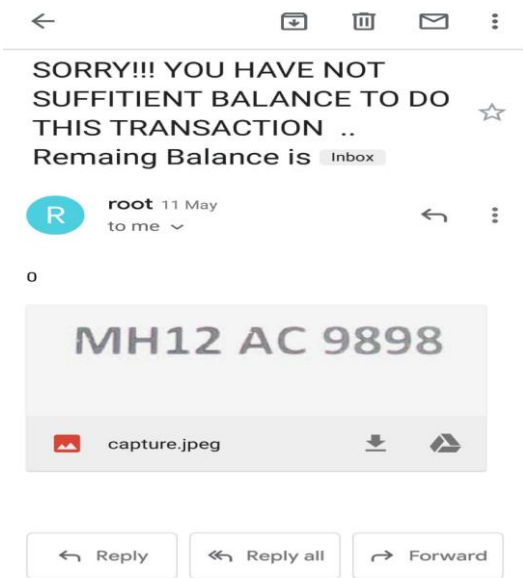 SORRY!!! YOU HAVE NOT
SUFFITIENT BALANCE TO DO
THIS TRANSACTION ..
Remaing Balance is Inbox
R
root 11 May
to me
0
MH12 AC 9898
capture.jpeg
Reply
Reply all
Forward